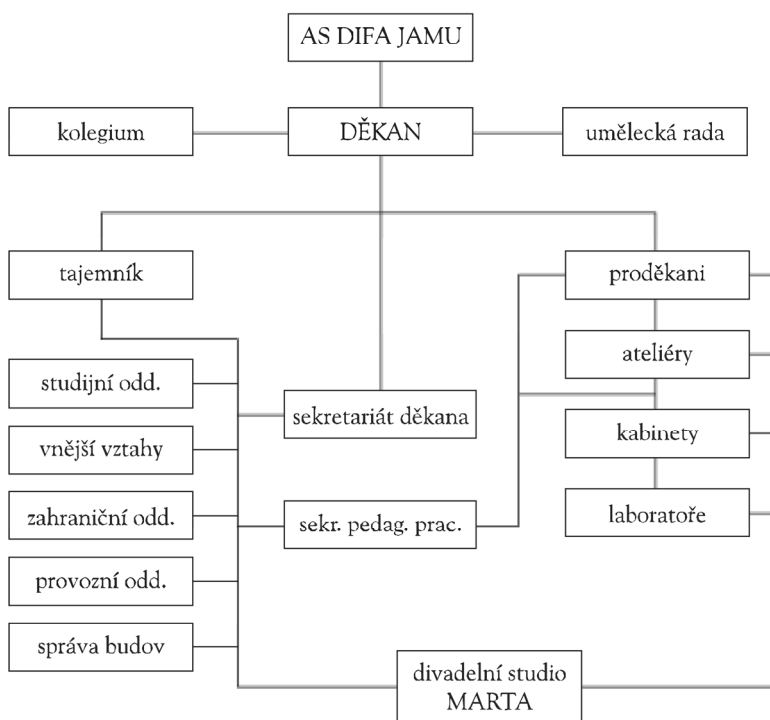 AS DIFA JAMU
kolegium
DĚKAN
umělecká rada
tajemník
proděkani
ateliéry
studijní odd.
sekretariát děkana
kabinety
vnější vztahy
zahraniční odd.
sekr. pedag. prac.
laboratoře
provozní odd.
správa budov
divadelní studio
MARTA